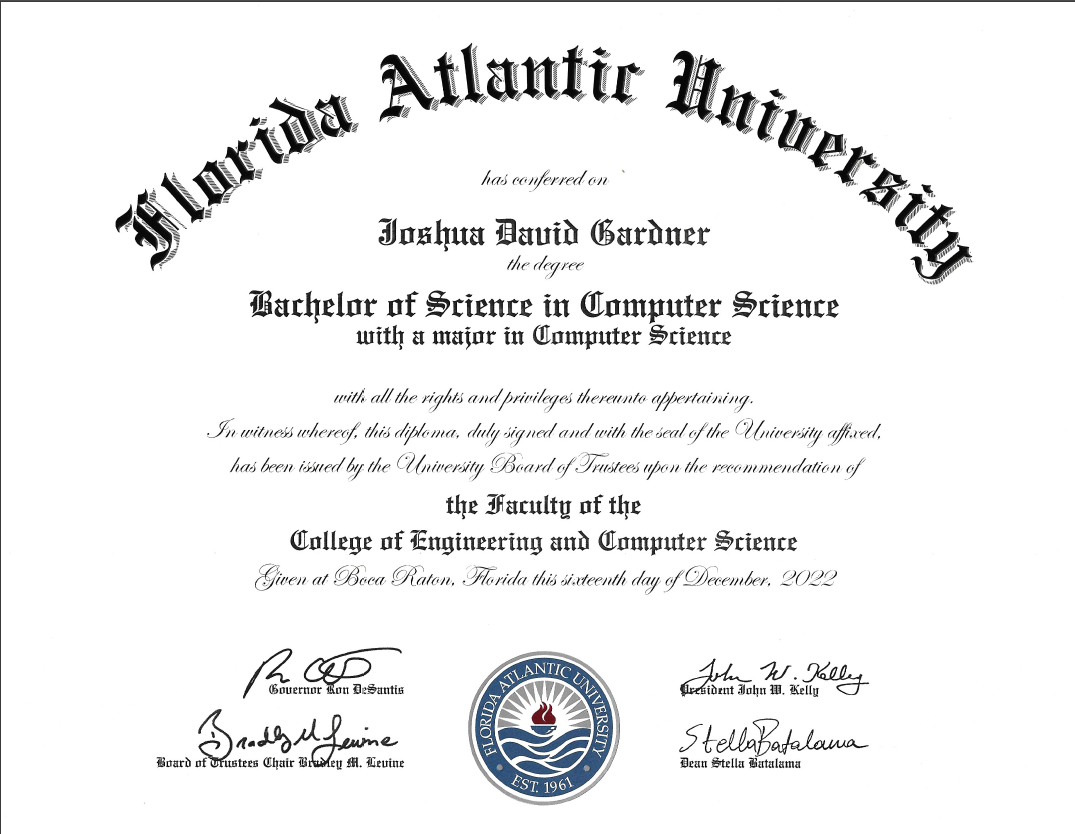 Florida Atlantic University
has conferred on
Joshua David Gardner
the degree
Bachelor of Science in Computer Science
with a major in Computer Science
with all the rights and privileges thereunto appertaining.
In witness whereof, this diploma, duly signed and with the seal of the University affixed,
has been issued by the University Board of Trustees upon the recommendation of
the Faculty of the
College of Engineering and Computer Science
Given at Boca Raton, Florida this sixteenth day of December, 2022
Governor Ron DeSantis
John W. Kelly
President John W. Kelly
Bradley M Levine
Board of Trustees Chair Bradley M. Levine
Stella Batalama
Dean Stella Batalama
FLORIDA ATLANTIC UNIVERSITY
EST. 1961